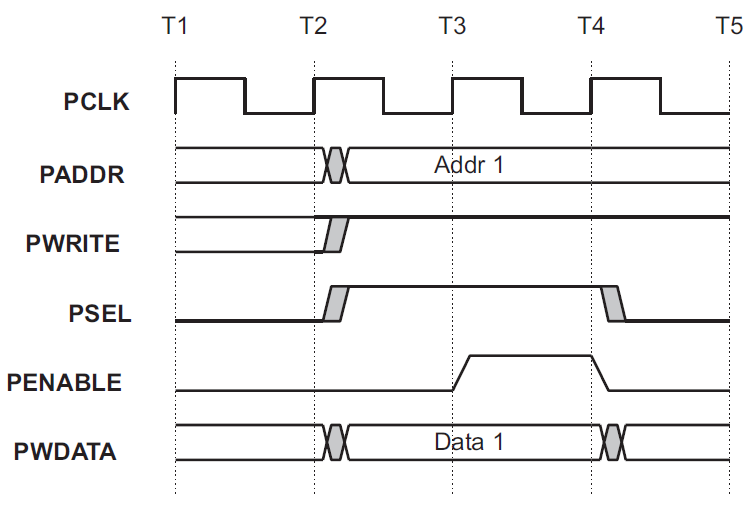 T1 T2 T3 T4 T5
PCLK
PADDR Addr 1
PWRITE
PSEL
PENABLE
PWDATA Data 1